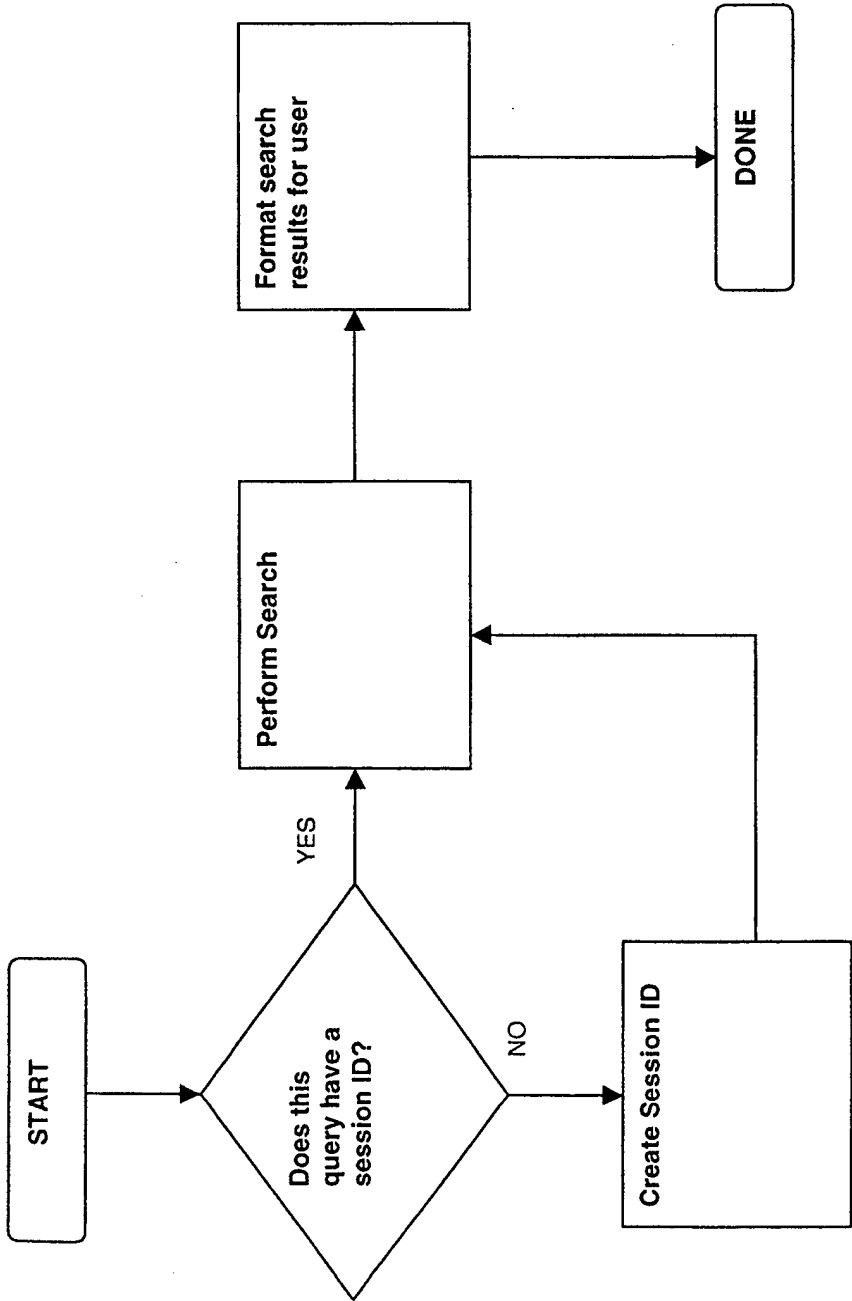 START
Does this
query have a
session ID?
YES
NO
Create Session ID
Perform Search
Format search
results for user
DONE